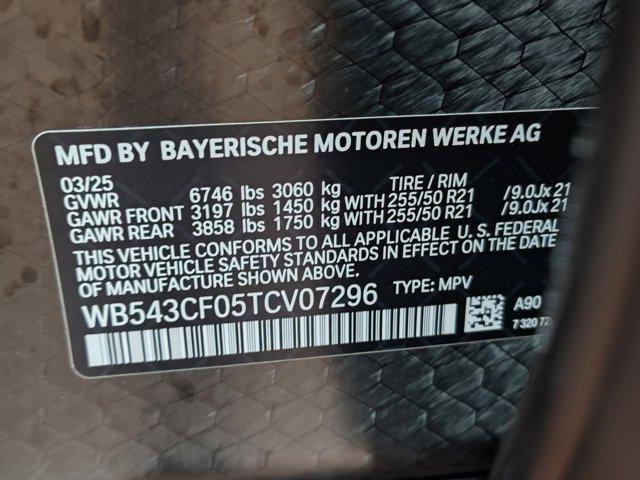 MFD BY BAYERISCHE MOTOREN WERKE AG
03/25 TIRE / RIM
GVWR 6746 lbs 3060 kg
GAWR FRONT 3197 lbs 1450 kg WITH 255/50 R21 /9.0Jx21
GAWR REAR 3858 lbs 1750 kg WITH 255/50 R21 /9.0Jx21
THIS VEHICLE CONFORMS TO ALL APPLICABLE U.S. FEDERAL
MOTOR VEHICLE SAFETY STANDARDS IN EFFECT ON THE DATE
OF MANUFACTURE.
WB543CF05TCV07296 TYPE: MPV
A90
7 320 72